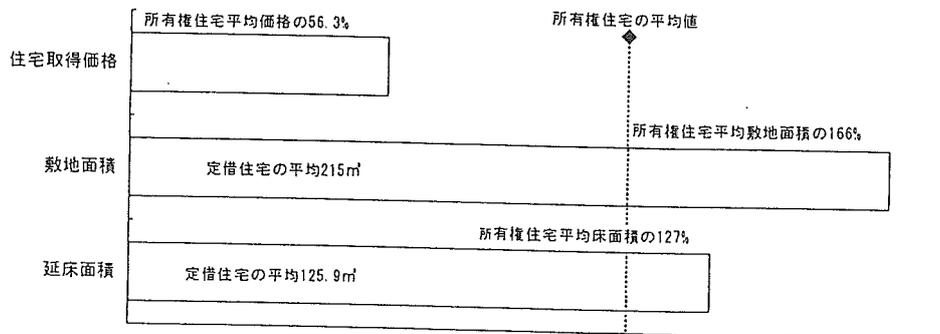 所有権住宅平均価格の56.3%
所有権住宅の平均値
住宅取得価格
所有権住宅平均敷地面積の166%
敷地面積
定借住宅の平均215㎡
所有権住宅平均床面積の127%
延床面積
定借住宅の平均125.9㎡